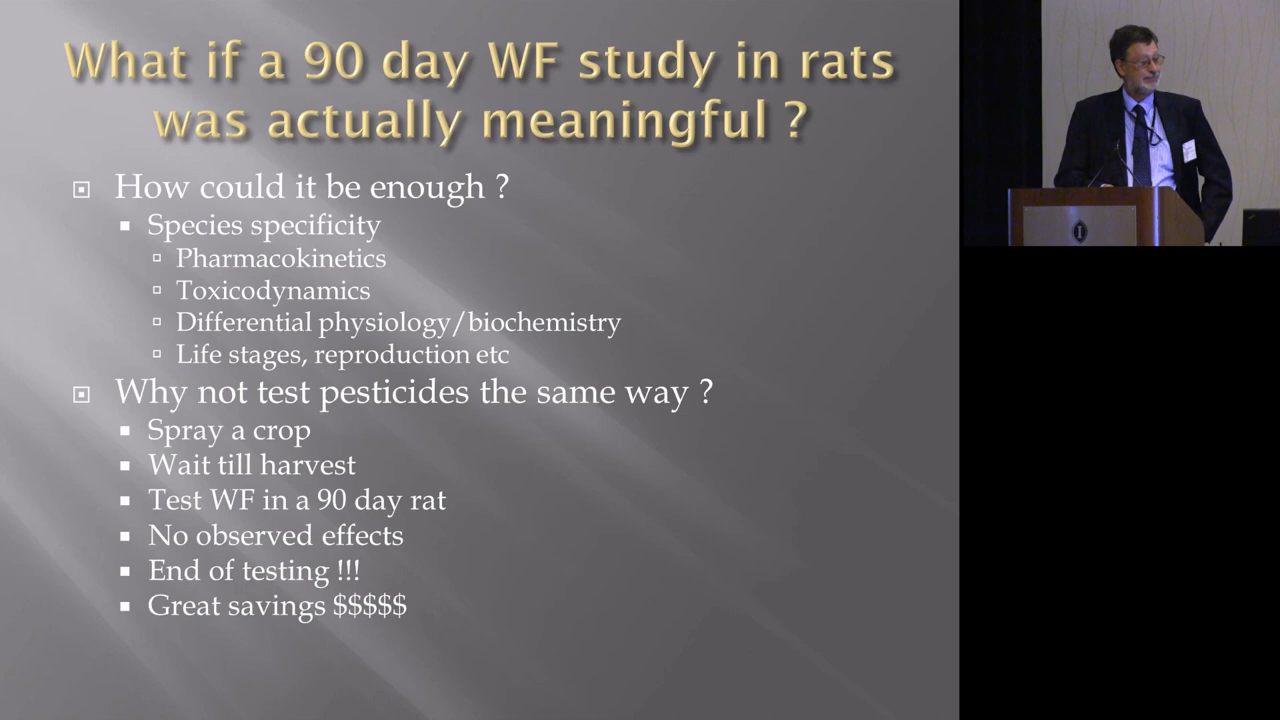 What if a 90 day WF study in rats
was actually meaningful ?
How could it be enough ?
Species specificity
Pharmacokinetics
Toxicodynamics
Differential physiology/biochemistry
Life stages, reproduction etc
Why not test pesticides the same way ?
Spray a crop
Wait till harvest
Test WF in a 90 day rat
No observed effects
End of testing !!!
Great savings $$$$$